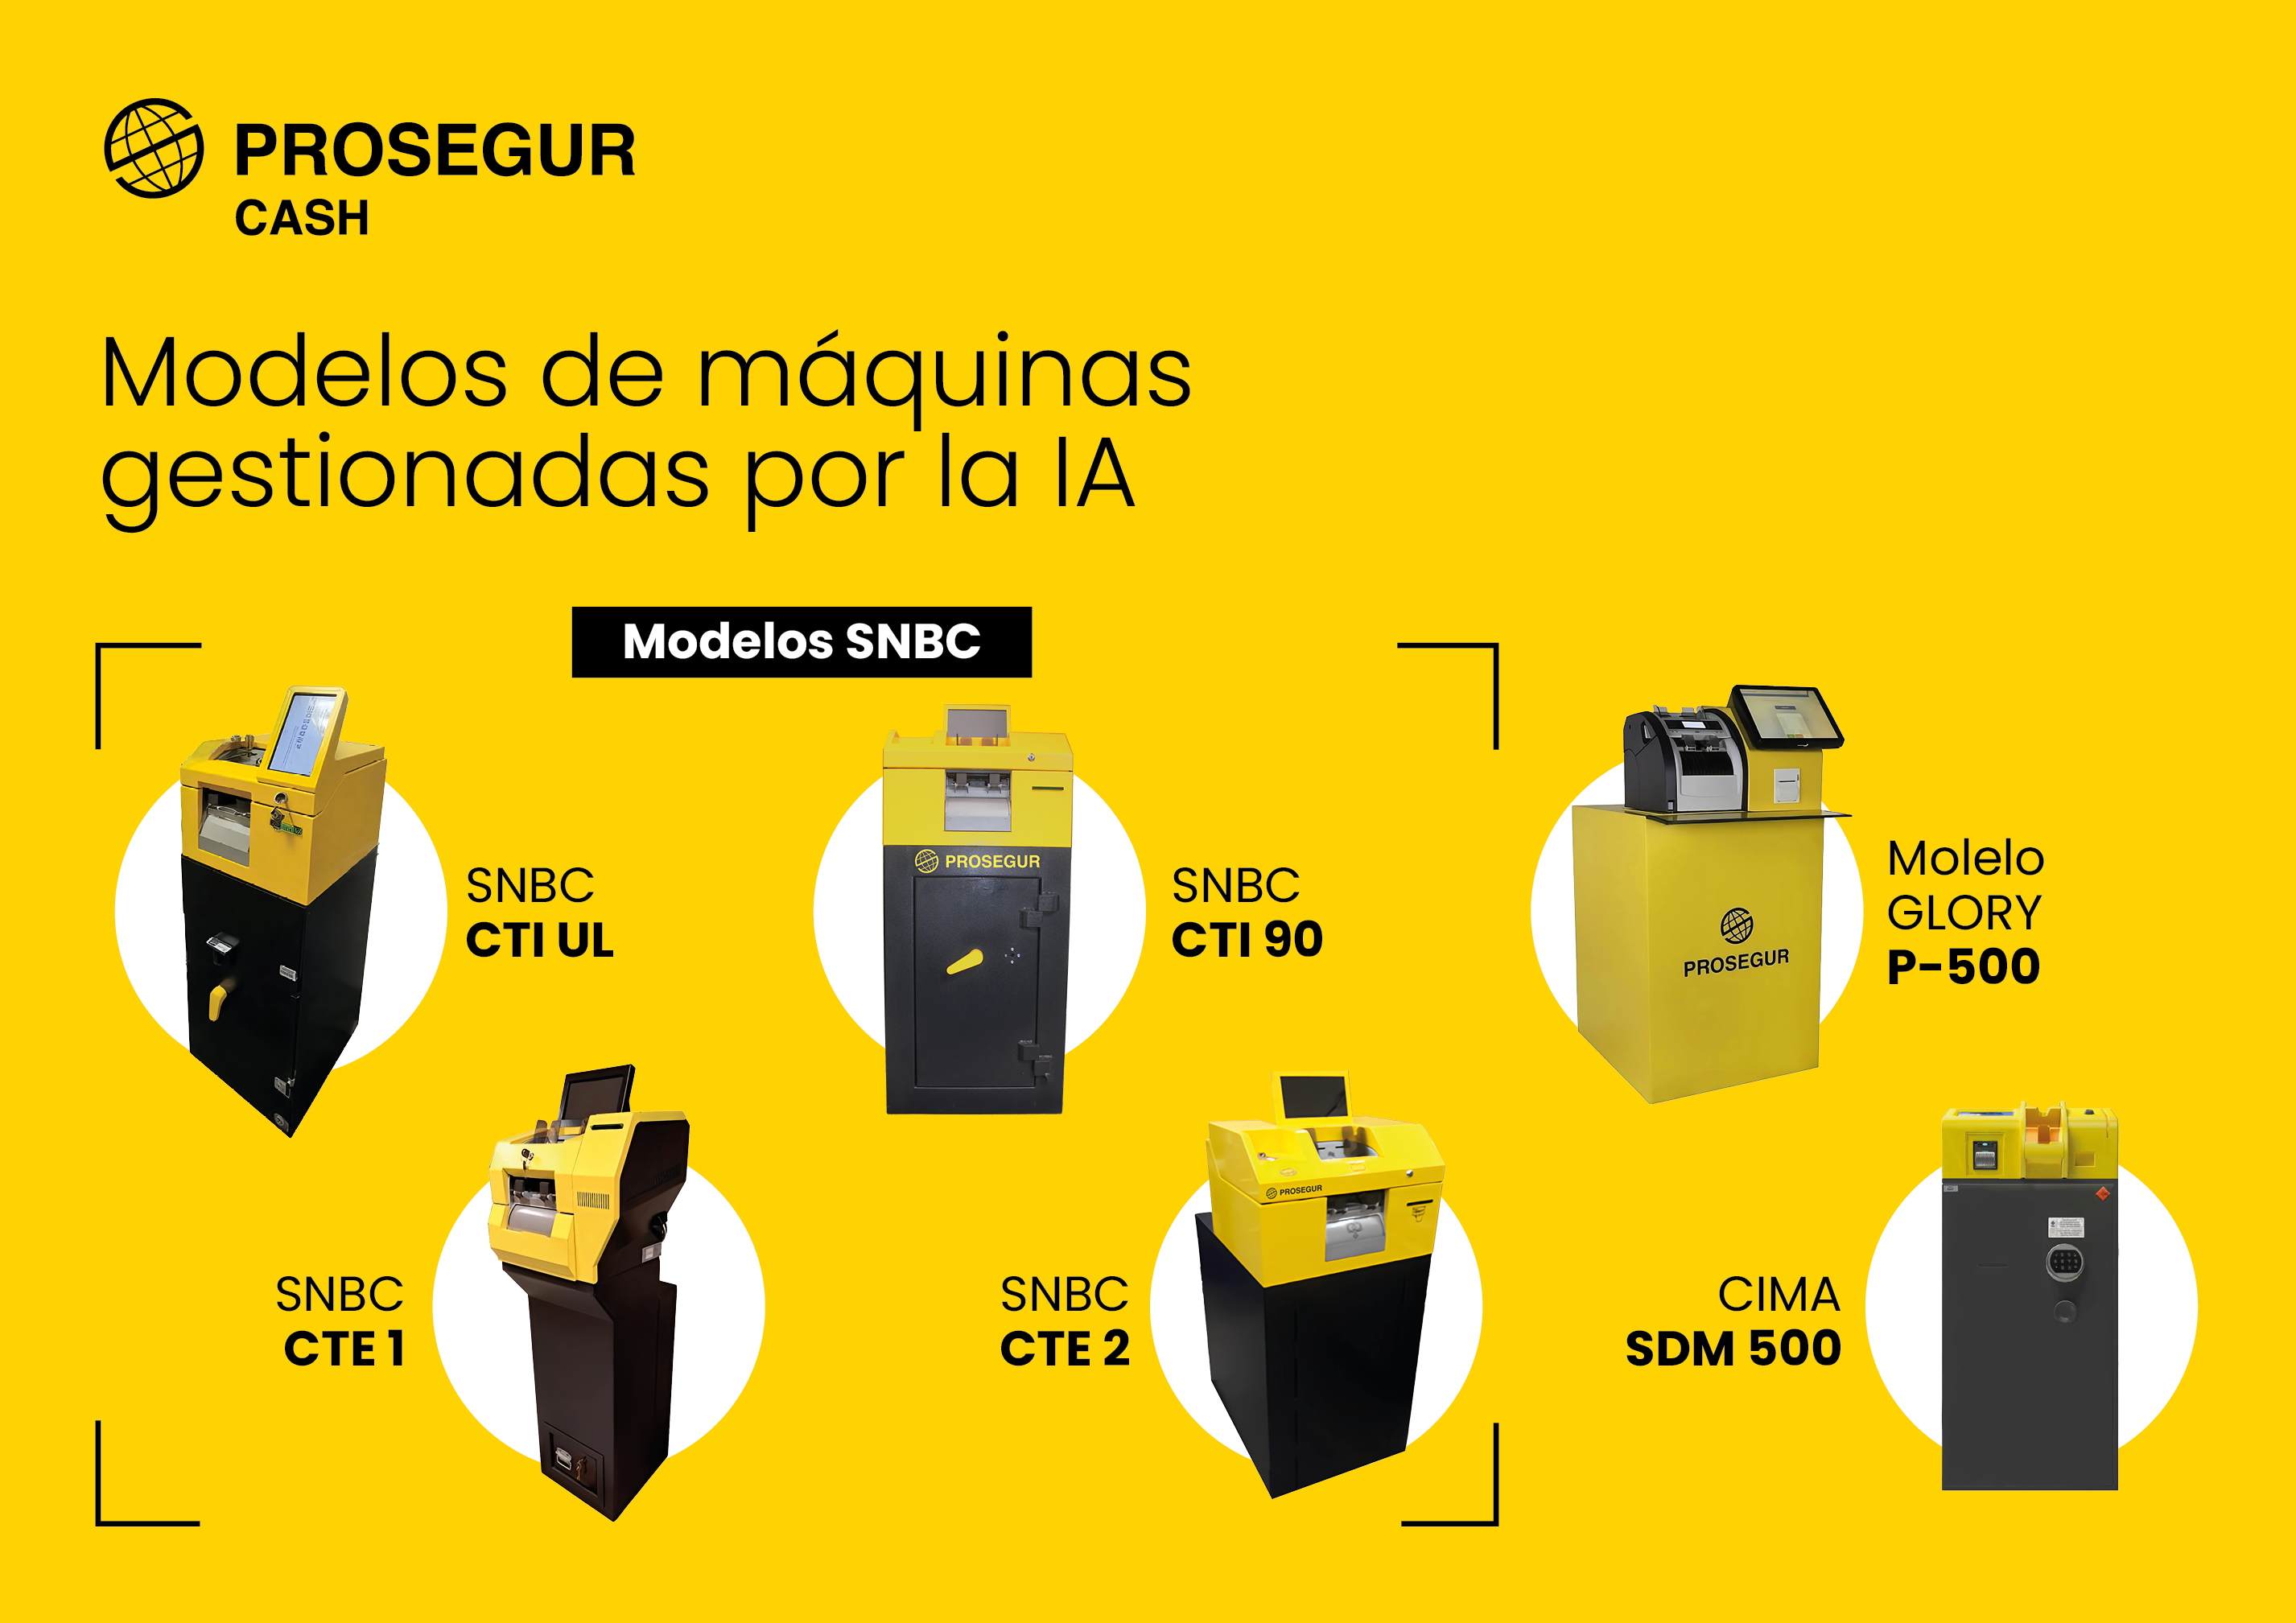 PROSEGUR
CASH
Modelos de máquinas
gestionadas por la IA
Modelos SNBC
SNBC
CTI UL
PROSEGUR
SNBC
CTI 90
PROSEGUR
Molelo
GLORY
P-500
SNBC
CTE 1
PROSEGUR
SNBC
CTE 2
CIMA
SDM 500